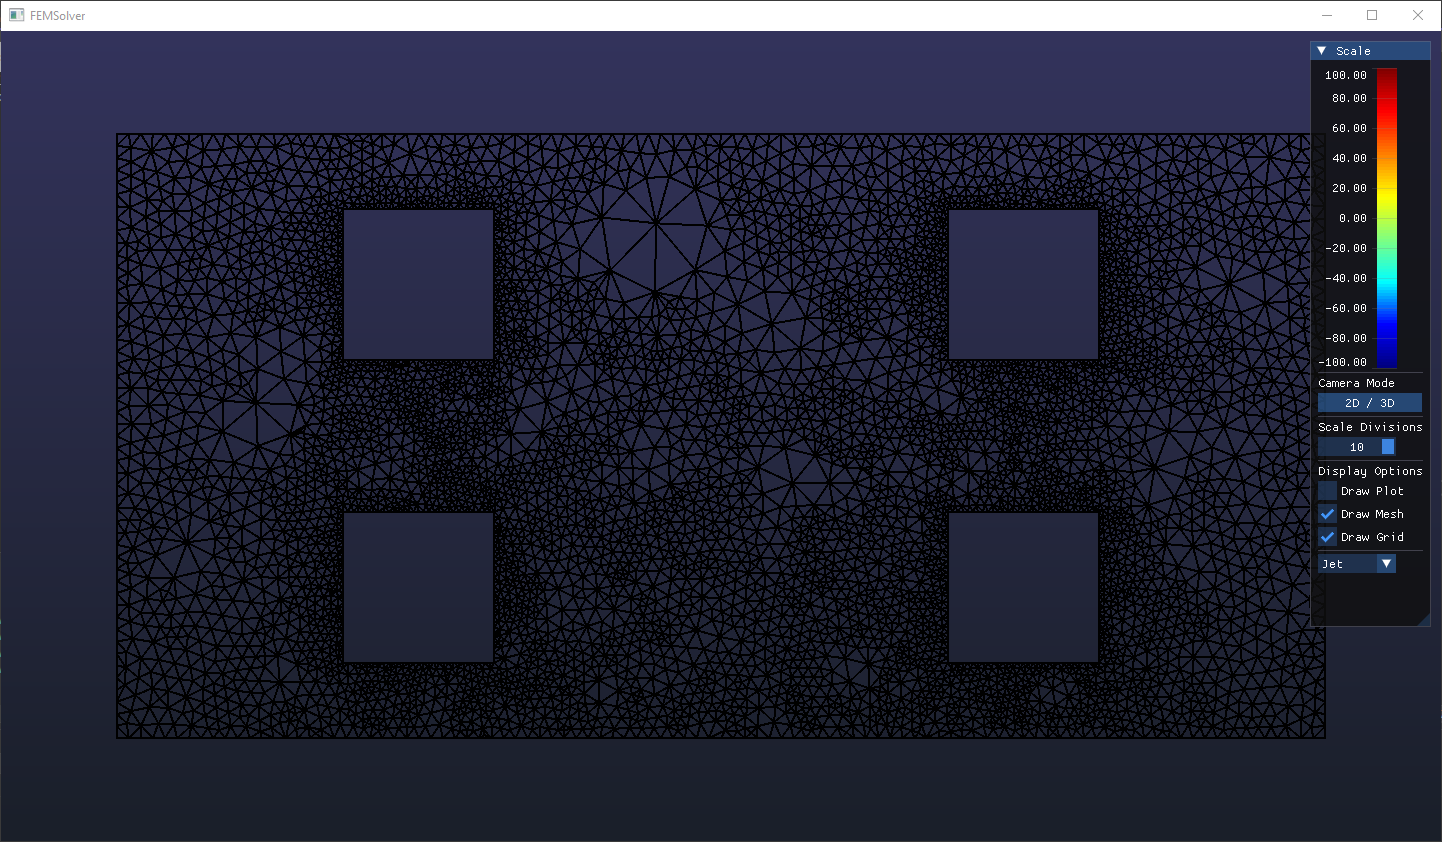 FEMSolver
Scale
100.00
80.00
60.00
40.00
20.00
0.00
-20.00
-40.00
-60.00
-80.00
-100.00
Camera Mode
2D / 3D
Scale Divisions
10
Display Options
Draw Plot
Draw Mesh
Draw Grid
Jet